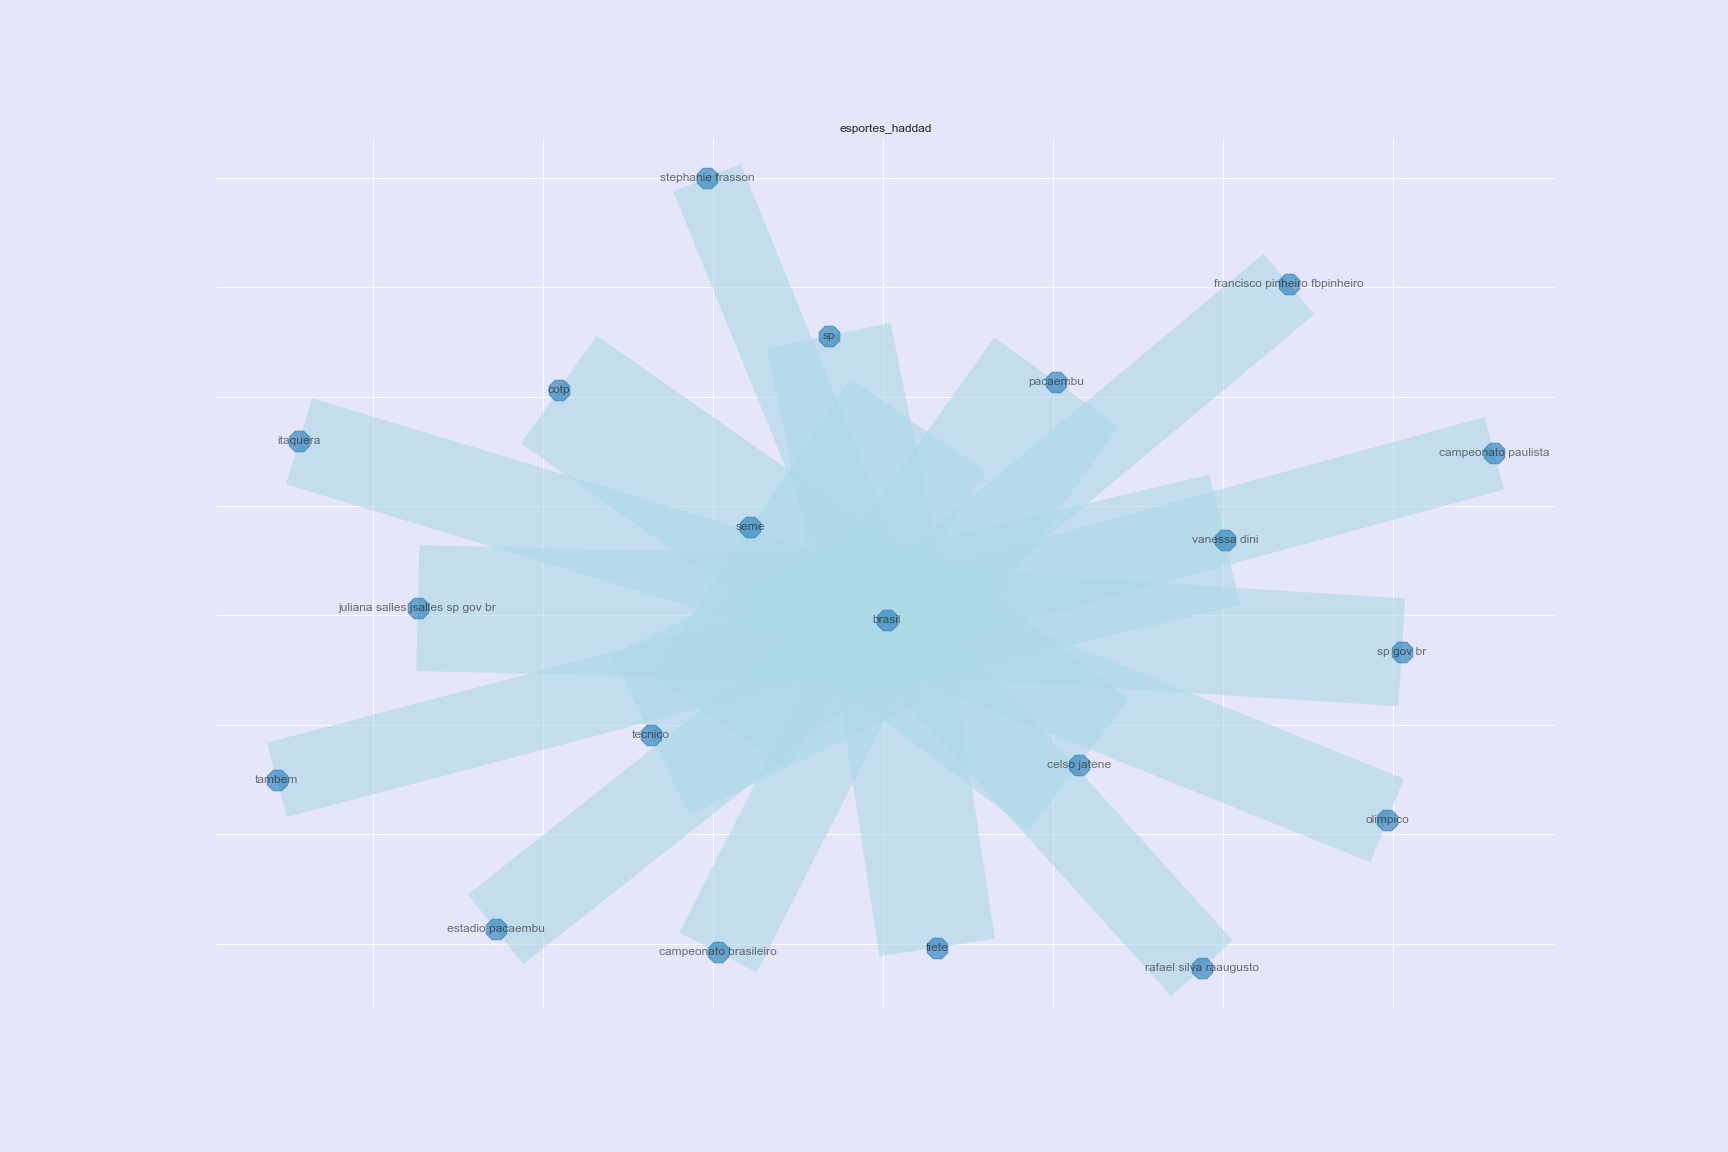 esportes_haddad
stephanie frasson
francisco pinheiro fbpinheiro
sp
pacaembu
cotp
itaquera
campeonato paulista
seme
vanessa dini
juliana salles jsalles sp gov br
brasil
sp gov br
tecnico
celso jatene
tambem
olimpico
estadio pacaembu
tiete
campeonato brasileiro
rafael silva raaugusto